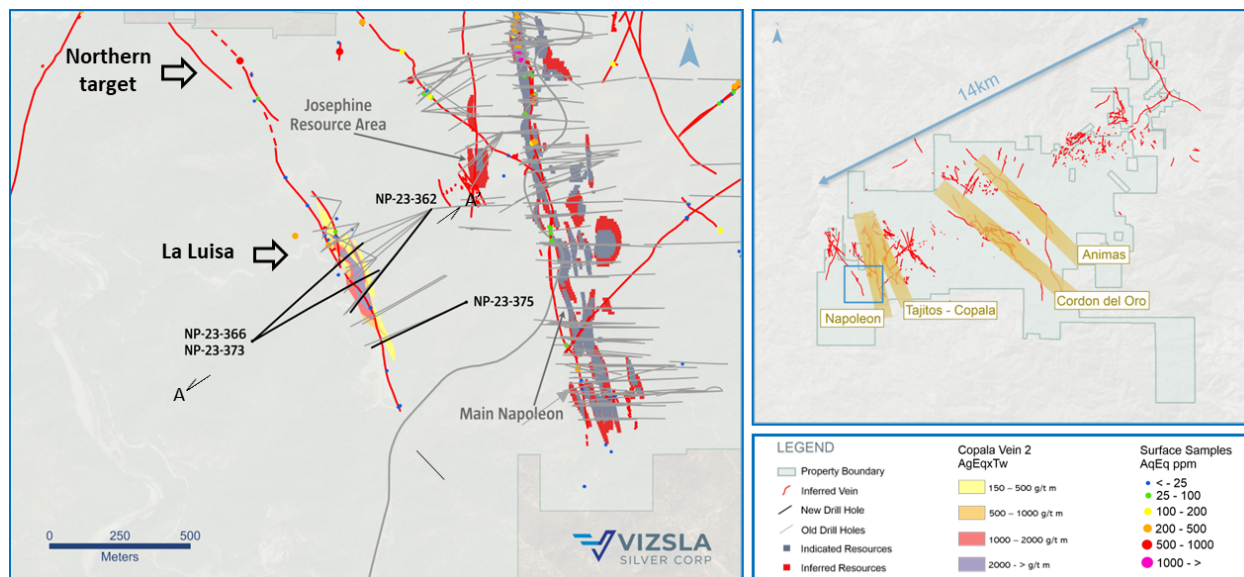 Northern
target
Josephine
Resource Area
N
NP-23-362
A'
La Luisa
NP-23-375
NP-23-366
NP-23-373
A
Main Napoleon
0 250 500
Meters
VIZSLA
SILVER CORP
14km
Animas
Cordon del Oro
Tajitos - Copala
Napoleon
LEGEND
Property Boundary
Inferred Vein
New Drill Hole
Old Drill Holes
Indicated Resources
Inferred Resources
Copala Vein 2
AgEqxTw
150 – 500 g/t m
500 – 1000 g/t m
1000 – 2000 g/t m
2000 - > g/t m
Surface Samples
AqEq ppm
< - 25
25 - 100
100 - 200
200 - 500
500 - 1000
1000 - >